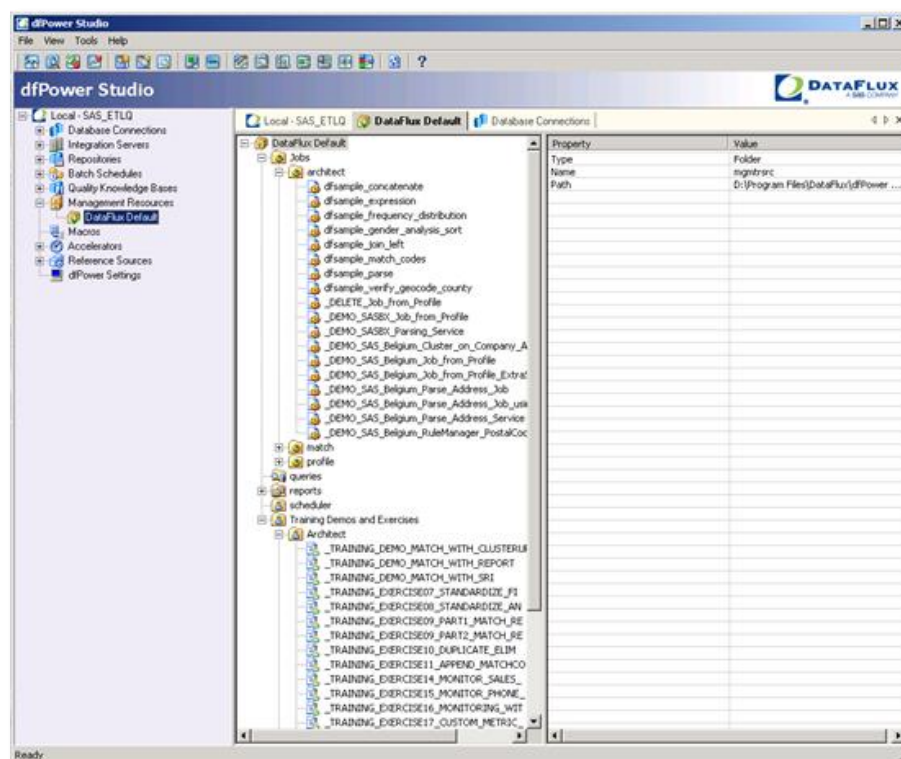 dfPower Studio
File View Tools Help
dfPower Studio
DATAFLUX
A SAS COMPANY
Local - SAS_ETLQ
Database Connections
Integration Servers
Repositories
Batch Schedules
Quality Knowledge Bases
Management Resources
DataFlux Default
Macros
Accelerators
Reference Sources
dfPower Settings
Local - SAS_ETLQ DataFlux Default Database Connections
DataFlux Default
Jobs
architect
dfsample_concatenate
dfsample_expression
dfsample_frequency_distribution
dfsample_gender_analysis_sort
dfsample_join_left
dfsample_match_codes
dfsample_parse
dfsample_verify_geocode_county
_DELETE_Job_from_Profile
_DEMO_SASBX_Job_from_Profile
_DEMO_SASBX_Parsing_Service
_DEMO_SAS_Belgium_Cluster_on_Company_A
_DEMO_SAS_Belgium_Job_from_Profile
_DEMO_SAS_Belgium_Job_from_Profile_Extra
_DEMO_SAS_Belgium_Parse_Address_Job
_DEMO_SAS_Belgium_Parse_Address_Job_usi
_DEMO_SAS_Belgium_Parse_Address_Service
_DEMO_SAS_Belgium_RuleManager_PostalCoc
match
profile
queries
reports
scheduler
Training Demos and Exercises
Architect
_TRAINING_DEMO_MATCH_WITH_CLUSTERU
_TRAINING_DEMO_MATCH_WITH_REPORT
_TRAINING_DEMO_MATCH_WITH_SRI
_TRAINING_EXERCISE07_STANDARDIZE_FI
_TRAINING_EXERCISE08_STANDARDIZE_AN
_TRAINING_EXERCISE09_PART1_MATCH_RE
_TRAINING_EXERCISE09_PART2_MATCH_RE
_TRAINING_EXERCISE10_DUPLICATE_ELIM
_TRAINING_EXERCISE11_APPEND_MATCHCO
_TRAINING_EXERCISE14_MONITOR_SALES_
_TRAINING_EXERCISE15_MONITOR_PHONE_
_TRAINING_EXERCISE16_MONITORING_WIT
_TRAINING_EXERCISE17_CUSTOM_METRIC_
Property Value
Type Folder
Name mgmtrsrc
Path D:\Program Files\DataFlux\dfPower ...
Ready